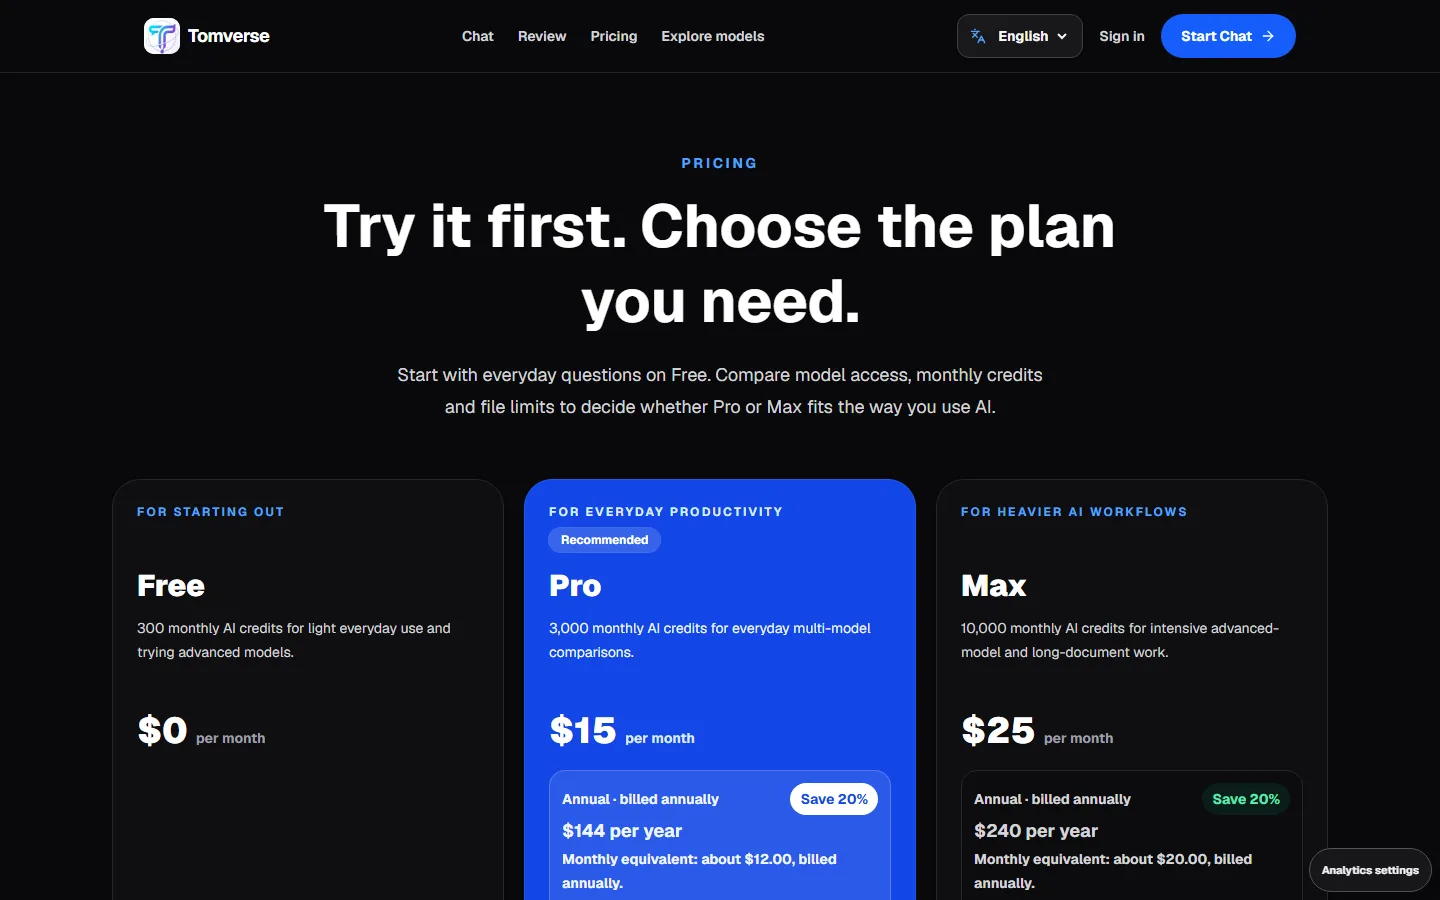 Tomverse
Chat
Review
Pricing
Explore models
English
Sign in
Start Chat
PRICING
Try it first. Choose the plan
you need.
Start with everyday questions on Free. Compare model access, monthly credits
and file limits to decide whether Pro or Max fits the way you use AI.
FOR STARTING OUT
Free
300 monthly AI credits for light everyday use and
trying advanced models.
$0 per month
FOR EVERYDAY PRODUCTIVITY
Recommended
Pro
3,000 monthly AI credits for everyday multi-model
comparisons.
$15 per month
Annual · billed annually
Save 20%
$144 per year
Monthly equivalent: about $12.00, billed
annually.
FOR HEAVIER AI WORKFLOWS
Max
10,000 monthly AI credits for intensive advanced-
model and long-document work.
$25 per month
Annual · billed annually
Save 20%
$240 per year
Monthly equivalent: about $20.00, billed
annually.
Analytics settings